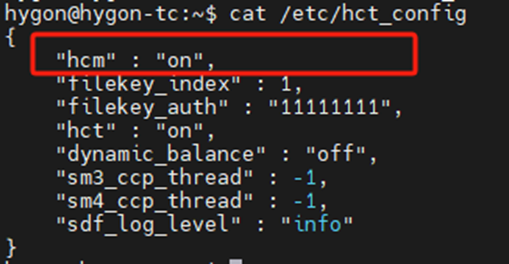 hygon@hygon-tc:~$ cat /etc/hct_config
{
"hcm" : "on",
"filekey_index" : 1,
"filekey_auth" : "11111111",
"hct" : "on",
"dynamic_balance" : "off",
"sm3_ccp_thread" : -1,
"sm4_ccp_thread" : -1,
"sdf_log_level" : "info"
}